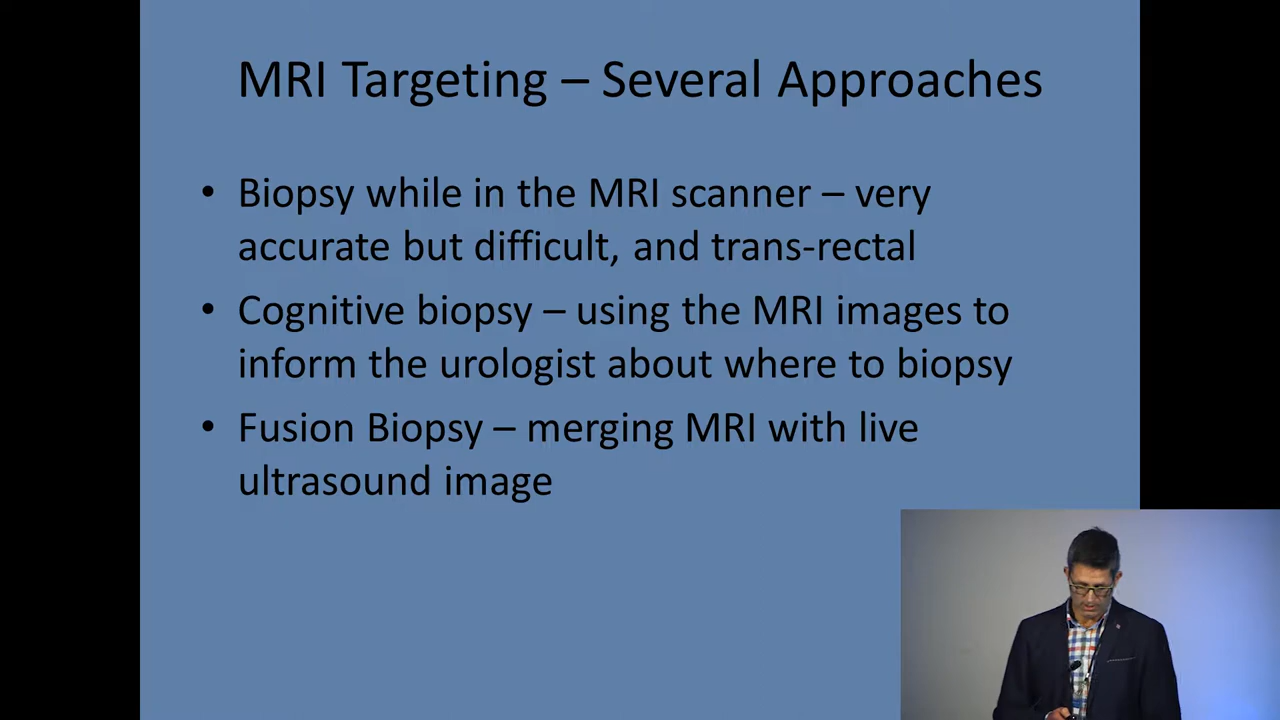 MRI Targeting – Several Approaches
• Biopsy while in the MRI scanner – very
accurate but difficult, and trans-rectal
• Cognitive biopsy – using the MRI images to
inform the urologist about where to biopsy
• Fusion Biopsy – merging MRI with live
ultrasound image